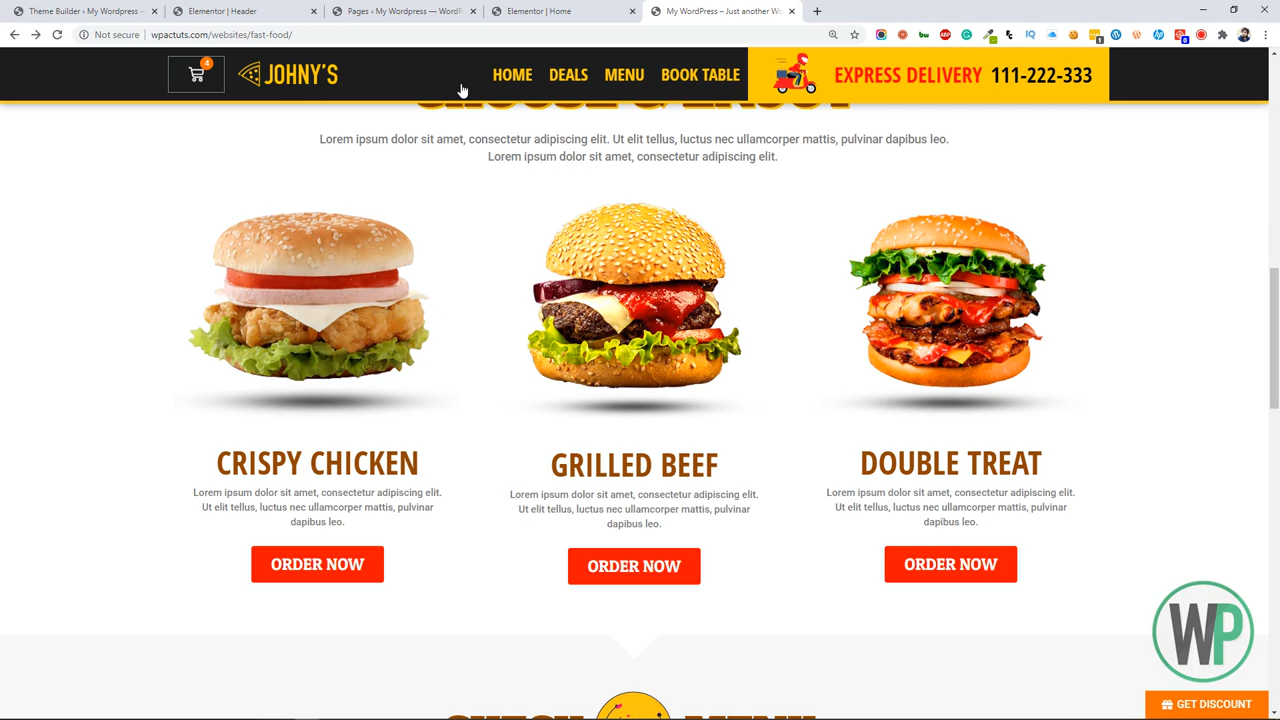 Theme Builder ‹ My Wordpress —
Elementor | Header
Pages ‹ My Wordpress — WordP
Elementor | Home
My WordPress – Just another Wo
Not secure | wpactuts.com/websites/fast-food/
4
JOHNY'S
HOME DEALS MENU BOOK TABLE
EXPRESS DELIVERY 111-222-333
Lorem ipsum dolor sit amet, consectetur adipiscing elit. Ut elit tellus, luctus nec ullamcorper mattis, pulvinar dapibus leo.
Lorem ipsum dolor sit amet, consectetur adipiscing elit.
CRISPY CHICKEN
Lorem ipsum dolor sit amet, consectetur adipiscing elit.
Ut elit tellus, luctus nec ullamcorper mattis, pulvinar
dapibus leo.
ORDER NOW
GRILLED BEEF
Lorem ipsum dolor sit amet, consectetur adipiscing elit.
Ut elit tellus, luctus nec ullamcorper mattis, pulvinar
dapibus leo.
ORDER NOW
DOUBLE TREAT
Lorem ipsum dolor sit amet, consectetur adipiscing elit.
Ut elit tellus, luctus nec ullamcorper mattis, pulvinar
dapibus leo.
ORDER NOW
WP
MENU
GET DISCOUNT